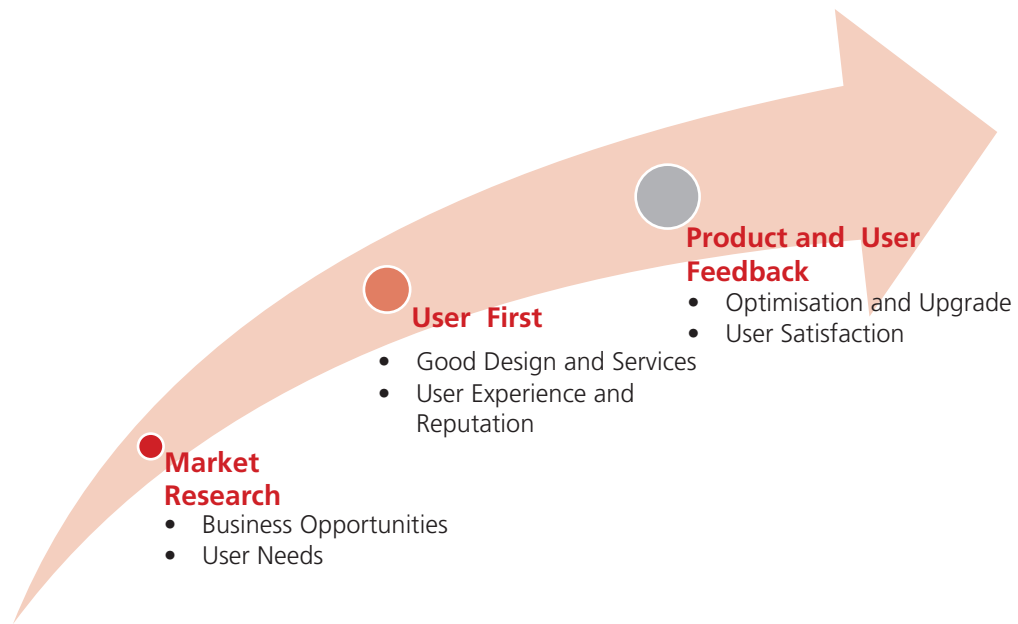 Product and User
Feedback
• Optimisation and Upgrade
• User Satisfaction
User First
• Good Design and Services
• User Experience and
Reputation
Market
Research
• Business Opportunities
• User Needs